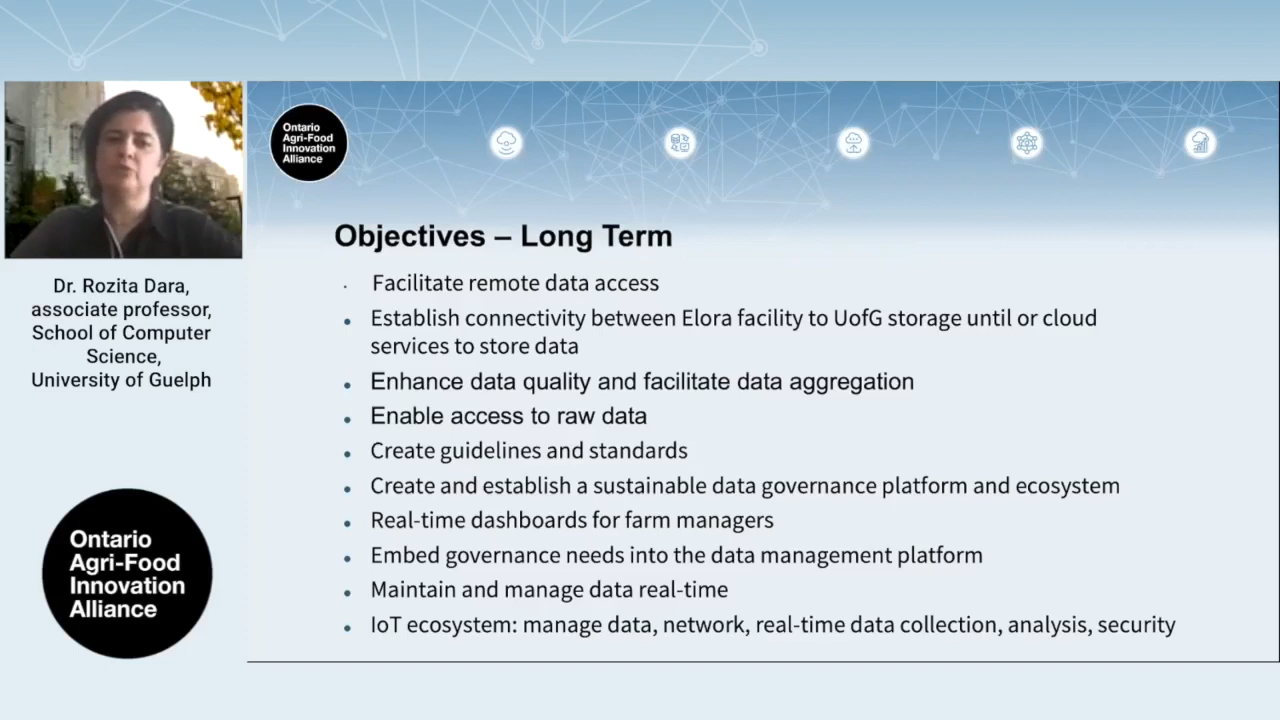 Ontario
Agri-Food
Innovation
Alliance
Objectives – Long Term
Facilitate remote data access
Establish connectivity between Elora facility to UofG storage until or cloud
services to store data
Enhance data quality and facilitate data aggregation
Enable access to raw data
Create guidelines and standards
Create and establish a sustainable data governance platform and ecosystem
Real-time dashboards for farm managers
Embed governance needs into the data management platform
Maintain and manage data real-time
IoT ecosystem: manage data, network, real-time data collection, analysis, security
Dr. Rozita Dara,
associate professor,
School of Computer
Science,
University of Guelph
Ontario
Agri-Food
Innovation
Alliance